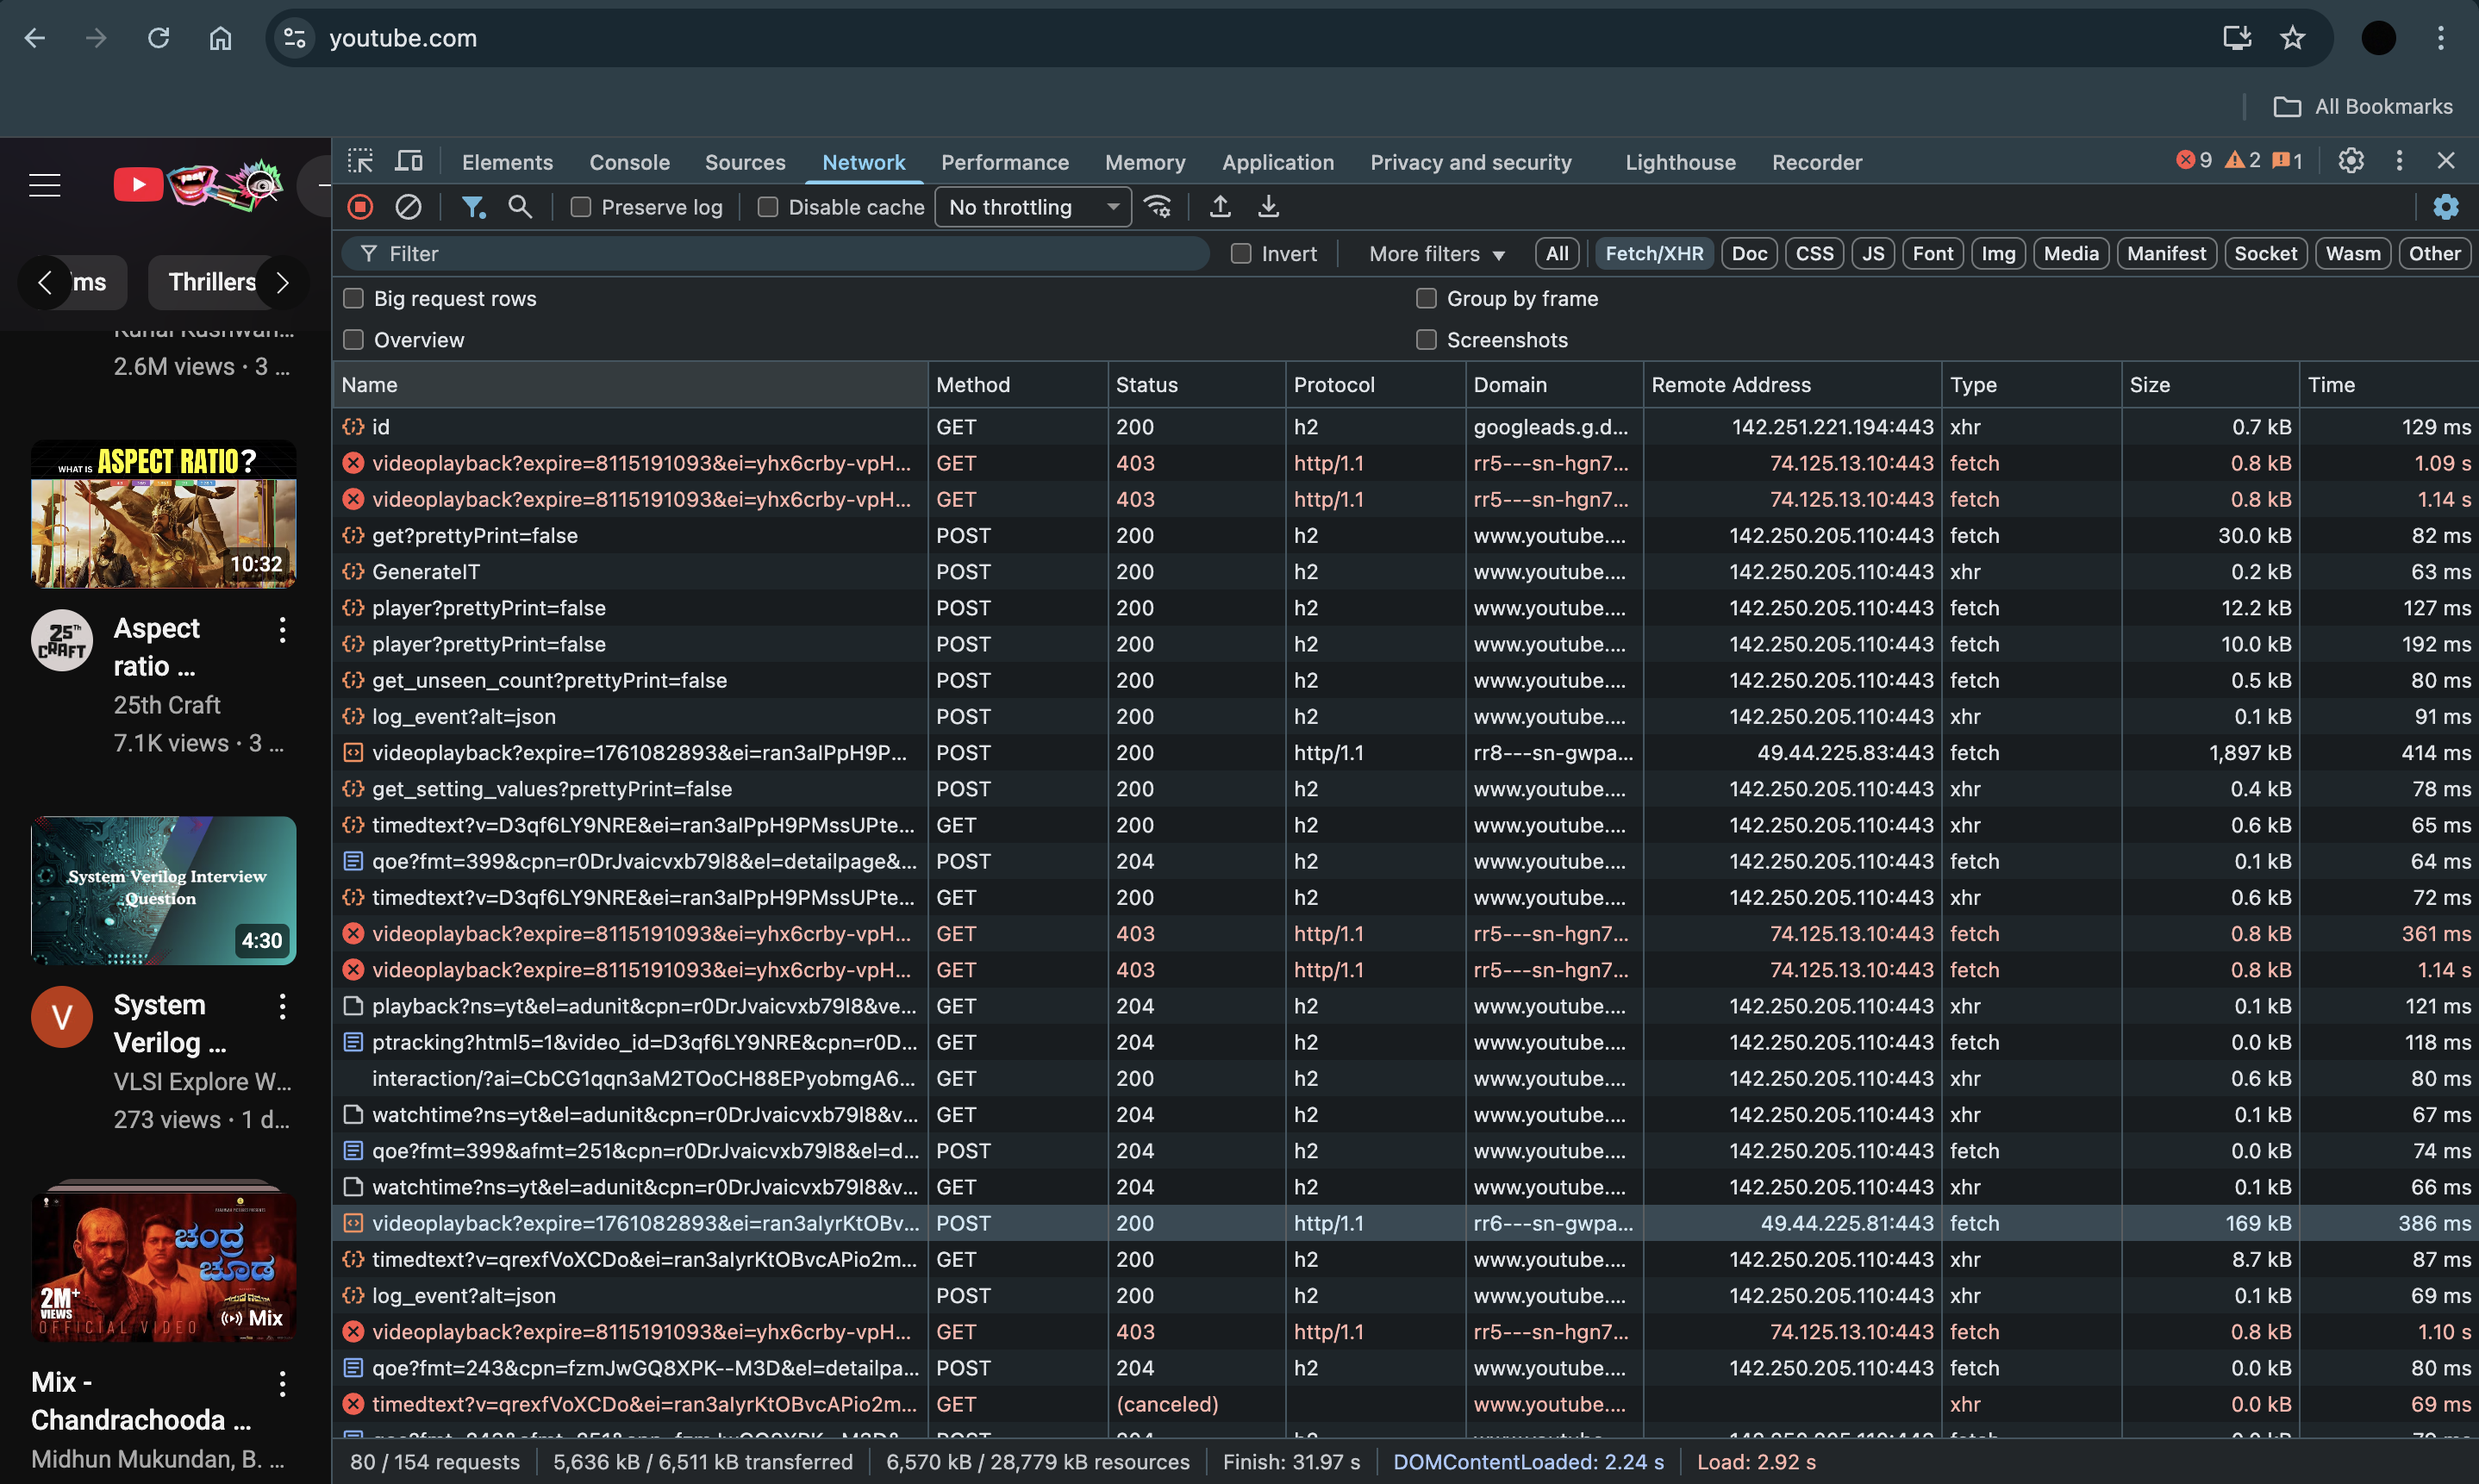 youtube.com
All Bookmarks
Elements Console Sources Network Performance Memory Application Privacy and security Lighthouse Recorder 9 2 1
Preserve log Disable cache No throttling
Filter Invert More filters All Fetch/XHR Doc CSS JS Font Img Media Manifest Socket Wasm Other
Big request rows Group by frame
Overview Screenshots
Name Method Status Protocol Domain Remote Address Type Size Time
id GET 200 h2 googleads.g.d... 142.251.221.194:443 xhr 0.7 kB 129 ms
videoplayback?expire=8115191093&ei=yhx6crby-vpH... GET 403 http/1.1 rr5---sn-hgn7... 74.125.13.10:443 fetch 0.8 kB 1.09 s
videoplayback?expire=8115191093&ei=yhx6crby-vpH... GET 403 http/1.1 rr5---sn-hgn7... 74.125.13.10:443 fetch 0.8 kB 1.14 s
get?prettyPrint=false POST 200 h2 www.youtube.... 142.250.205.110:443 fetch 30.0 kB 82 ms
GenerateIT POST 200 h2 www.youtube.... 142.250.205.110:443 xhr 0.2 kB 63 ms
player?prettyPrint=false POST 200 h2 www.youtube.... 142.250.205.110:443 fetch 12.2 kB 127 ms
player?prettyPrint=false POST 200 h2 www.youtube.... 142.250.205.110:443 fetch 10.0 kB 192 ms
get_unseen_count?prettyPrint=false POST 200 h2 www.youtube.... 142.250.205.110:443 fetch 0.5 kB 80 ms
log_event?alt=json POST 200 h2 www.youtube.... 142.250.205.110:443 xhr 0.1 kB 91 ms
videoplayback?expire=1761082893&ei=ran3alPpH9P... POST 200 http/1.1 rr8---sn-gwpa... 49.44.225.83:443 fetch 1,897 kB 414 ms
get_setting_values?prettyPrint=false POST 200 h2 www.youtube.... 142.250.205.110:443 xhr 0.4 kB 78 ms
timedtext?v=D3qf6LY9NRE&ei=ran3alPpH9PMssUPte... GET 200 h2 www.youtube.... 142.250.205.110:443 xhr 0.6 kB 65 ms
qoe?fmt=399&cpn=r0DrJvaicvxb79l8&el=detailpage&... POST 204 h2 www.youtube.... 142.250.205.110:443 fetch 0.1 kB 64 ms
timedtext?v=D3qf6LY9NRE&ei=ran3alPpH9PMssUPte... GET 200 h2 www.youtube.... 142.250.205.110:443 xhr 0.6 kB 72 ms
videoplayback?expire=8115191093&ei=yhx6crby-vpH... GET 403 http/1.1 rr5---sn-hgn7... 74.125.13.10:443 fetch 0.8 kB 361 ms
videoplayback?expire=8115191093&ei=yhx6crby-vpH... GET 403 http/1.1 rr5---sn-hgn7... 74.125.13.10:443 fetch 0.8 kB 1.14 s
playback?ns=yt&el=adunit&cpn=r0DrJvaicvxb79l8&ve... GET 204 h2 www.youtube.... 142.250.205.110:443 xhr 0.1 kB 121 ms
ptracking?html5=1&video_id=D3qf6LY9NRE&cpn=r0D... GET 204 h2 www.youtube.... 142.250.205.110:443 fetch 0.0 kB 118 ms
interaction/?ai=CbCG1qqn3aM2TOoCH88EPyobmgA6... GET 200 h2 www.youtube.... 142.250.205.110:443 xhr 0.6 kB 80 ms
watchtime?ns=yt&el=adunit&cpn=r0DrJvaicvxb79l8&v... GET 204 h2 www.youtube.... 142.250.205.110:443 xhr 0.1 kB 67 ms
qoe?fmt=399&afmt=251&cpn=r0DrJvaicvxb79l8&el=d... POST 204 h2 www.youtube.... 142.250.205.110:443 fetch 0.0 kB 74 ms
watchtime?ns=yt&el=adunit&cpn=r0DrJvaicvxb79l8&v... GET 204 h2 www.youtube.... 142.250.205.110:443 xhr 0.1 kB 66 ms
videoplayback?expire=1761082893&ei=ran3alyrKtOBv... POST 200 http/1.1 rr6---sn-gwpa... 49.44.225.81:443 fetch 169 kB 386 ms
timedtext?v=qrexfVoXCDo&ei=ran3alyrKtOBvcAPio2m... GET 200 h2 www.youtube.... 142.250.205.110:443 xhr 8.7 kB 87 ms
log_event?alt=json POST 200 h2 www.youtube.... 142.250.205.110:443 xhr 0.1 kB 69 ms
videoplayback?expire=8115191093&ei=yhx6crby-vpH... GET 403 http/1.1 rr5---sn-hgn7... 74.125.13.10:443 fetch 0.8 kB 1.10 s
qoe?fmt=243&cpn=fzmJwGQ8XPK--M3D&el=detailpa... POST 204 h2 www.youtube.... 142.250.205.110:443 fetch 0.0 kB 80 ms
timedtext?v=qrexfVoXCDo&ei=ran3alyrKtOBvcAPio2m... GET (canceled) www.youtube.... xhr 0.0 kB 69 ms
80 / 154 requests 5,636 kB / 6,511 kB transferred 6,570 kB / 28,779 kB resources Finish: 31.97 s DOMContentLoaded: 2.24 s Load: 2.92 s
ms Thrillers
2.6M views · 3 ...
WHAT IS ASPECT RATIO?
10:32
25TH
CRAFT
Aspect
ratio ...
25th Craft
7.1K views · 3 ...
System Verilog Interview
Question
4:30
V
System
Verilog ...
VLSI Explore W...
273 views · 1 d...
ಚಂದ್ರ
ಚೂಡ
2M+
VIEWS
Mix
OFFICIAL VIDEO
Mix -
Chandrachooda ...
Midhun Mukundan, B. ...